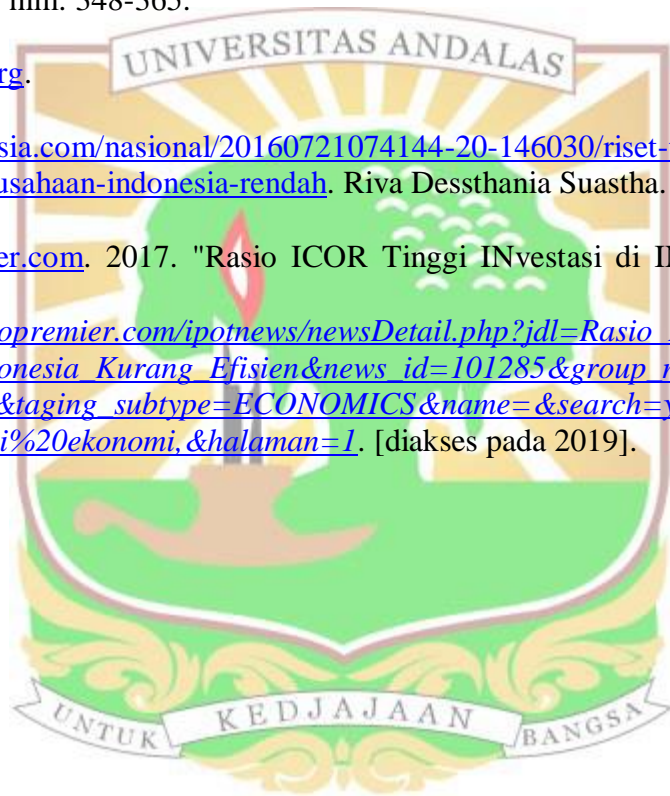 hlm. 348-365.
UNIVERSITAS ANDALAS
rg.
sia.com/nasional/20160721074144-20-146030/riset-
usahaan-indonesia-rendah. Riva Dessthania Suastha.
er.com. 2017. "Rasio ICOR Tinggi INvestasi di I
opremier.com/ipotnews/newsDetail.php?jdl=Rasio_
onesia_Kurang_Efisien&news_id=101285&group_
&taging_subtype=ECONOMICS&name=&search=y
i%20ekonomi,&halaman=1. [diakses pada 2019].
UNTUK KEDJAJAAN BANGSA